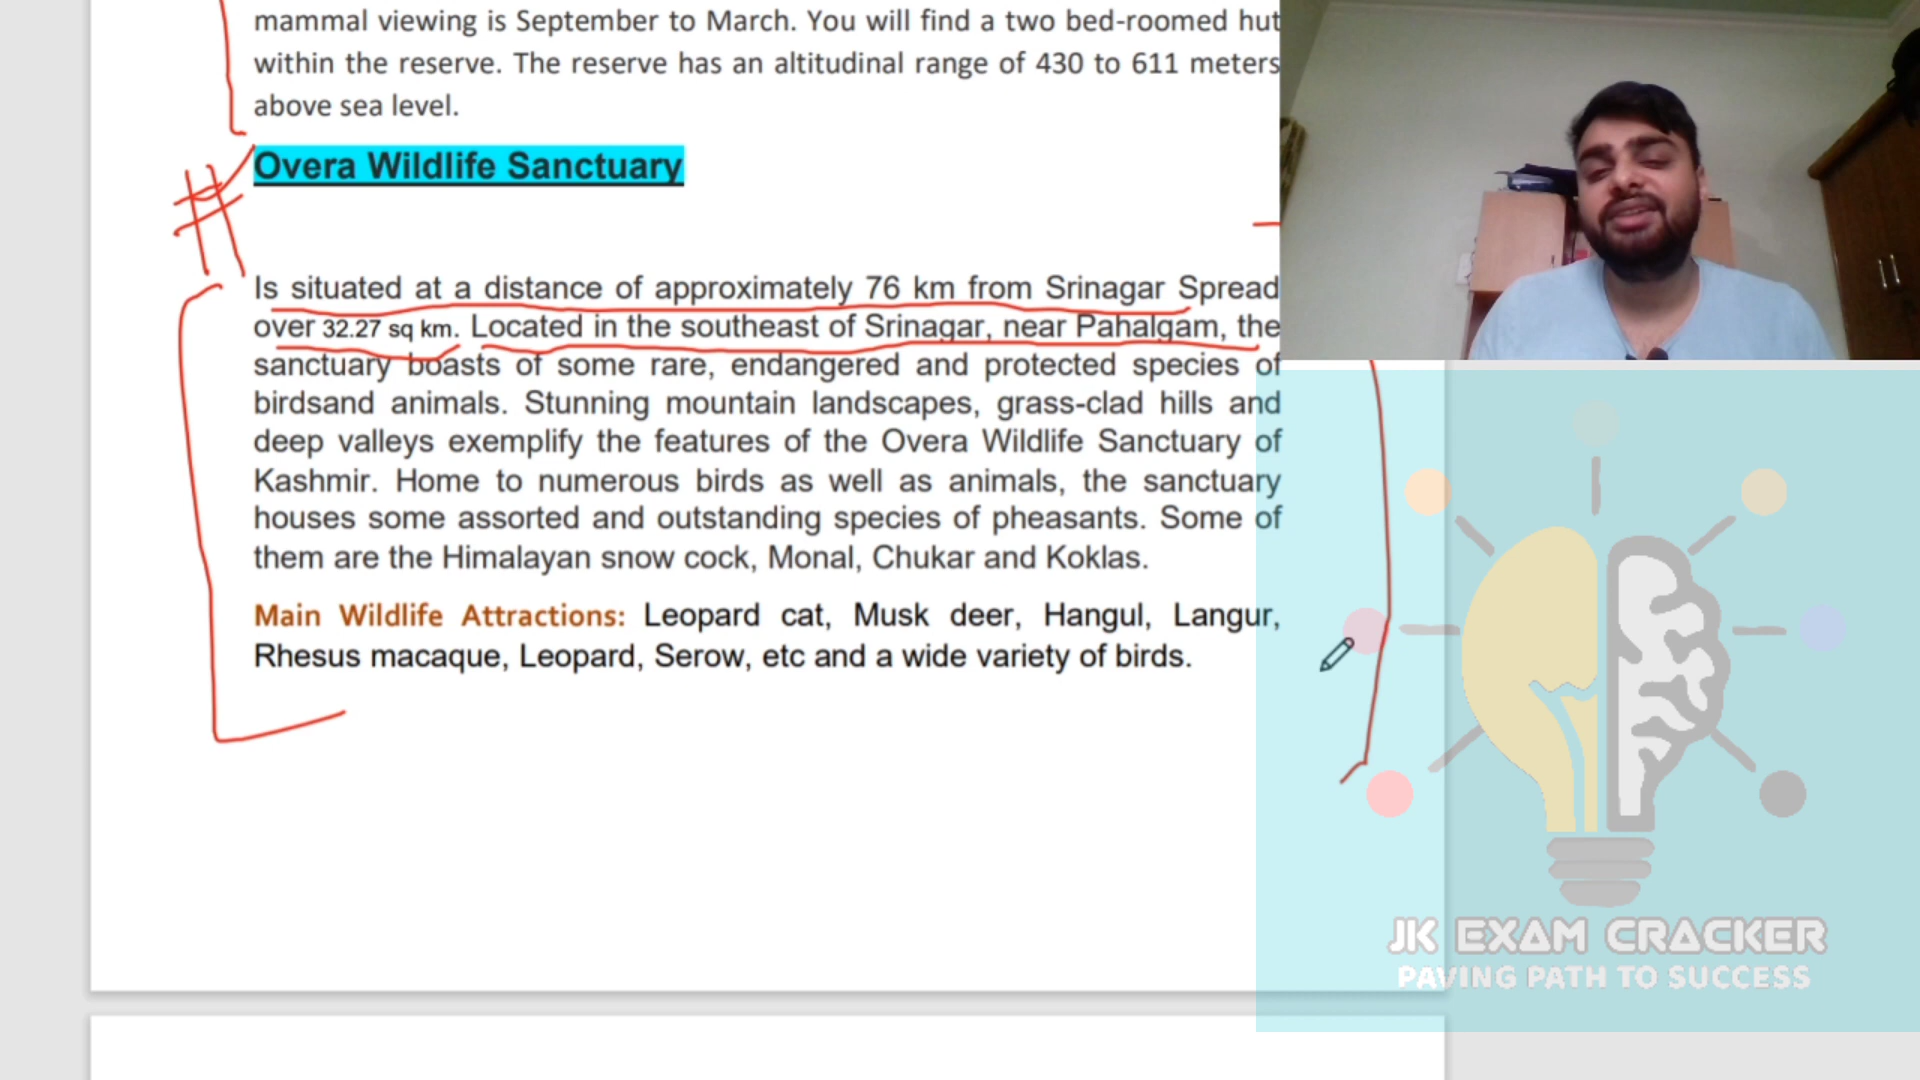 mammal viewing is September to March. You will find a two bed-roomed hut
within the reserve. The reserve has an altitudinal range of 430 to 611 meters
above sea level.
Overa Wildlife Sanctuary
Is situated at a distance of approximately 76 km from Srinagar Spread
over 32.27 sq km. Located in the southeast of Srinagar, near Pahalgam, the
sanctuary boasts of some rare, endangered and protected species of
birdsand animals. Stunning mountain landscapes, grass-clad hills and
deep valleys exemplify the features of the Overa Wildlife Sanctuary of
Kashmir. Home to numerous birds as well as animals, the sanctuary
houses some assorted and outstanding species of pheasants. Some of
them are the Himalayan snow cock, Monal, Chukar and Koklas.
Main Wildlife Attractions: Leopard cat, Musk deer, Hangul, Langur,
Rhesus macaque, Leopard, Serow, etc and a wide variety of birds.
JK EXAM CRACKER
PAVING PATH TO SUCCESS